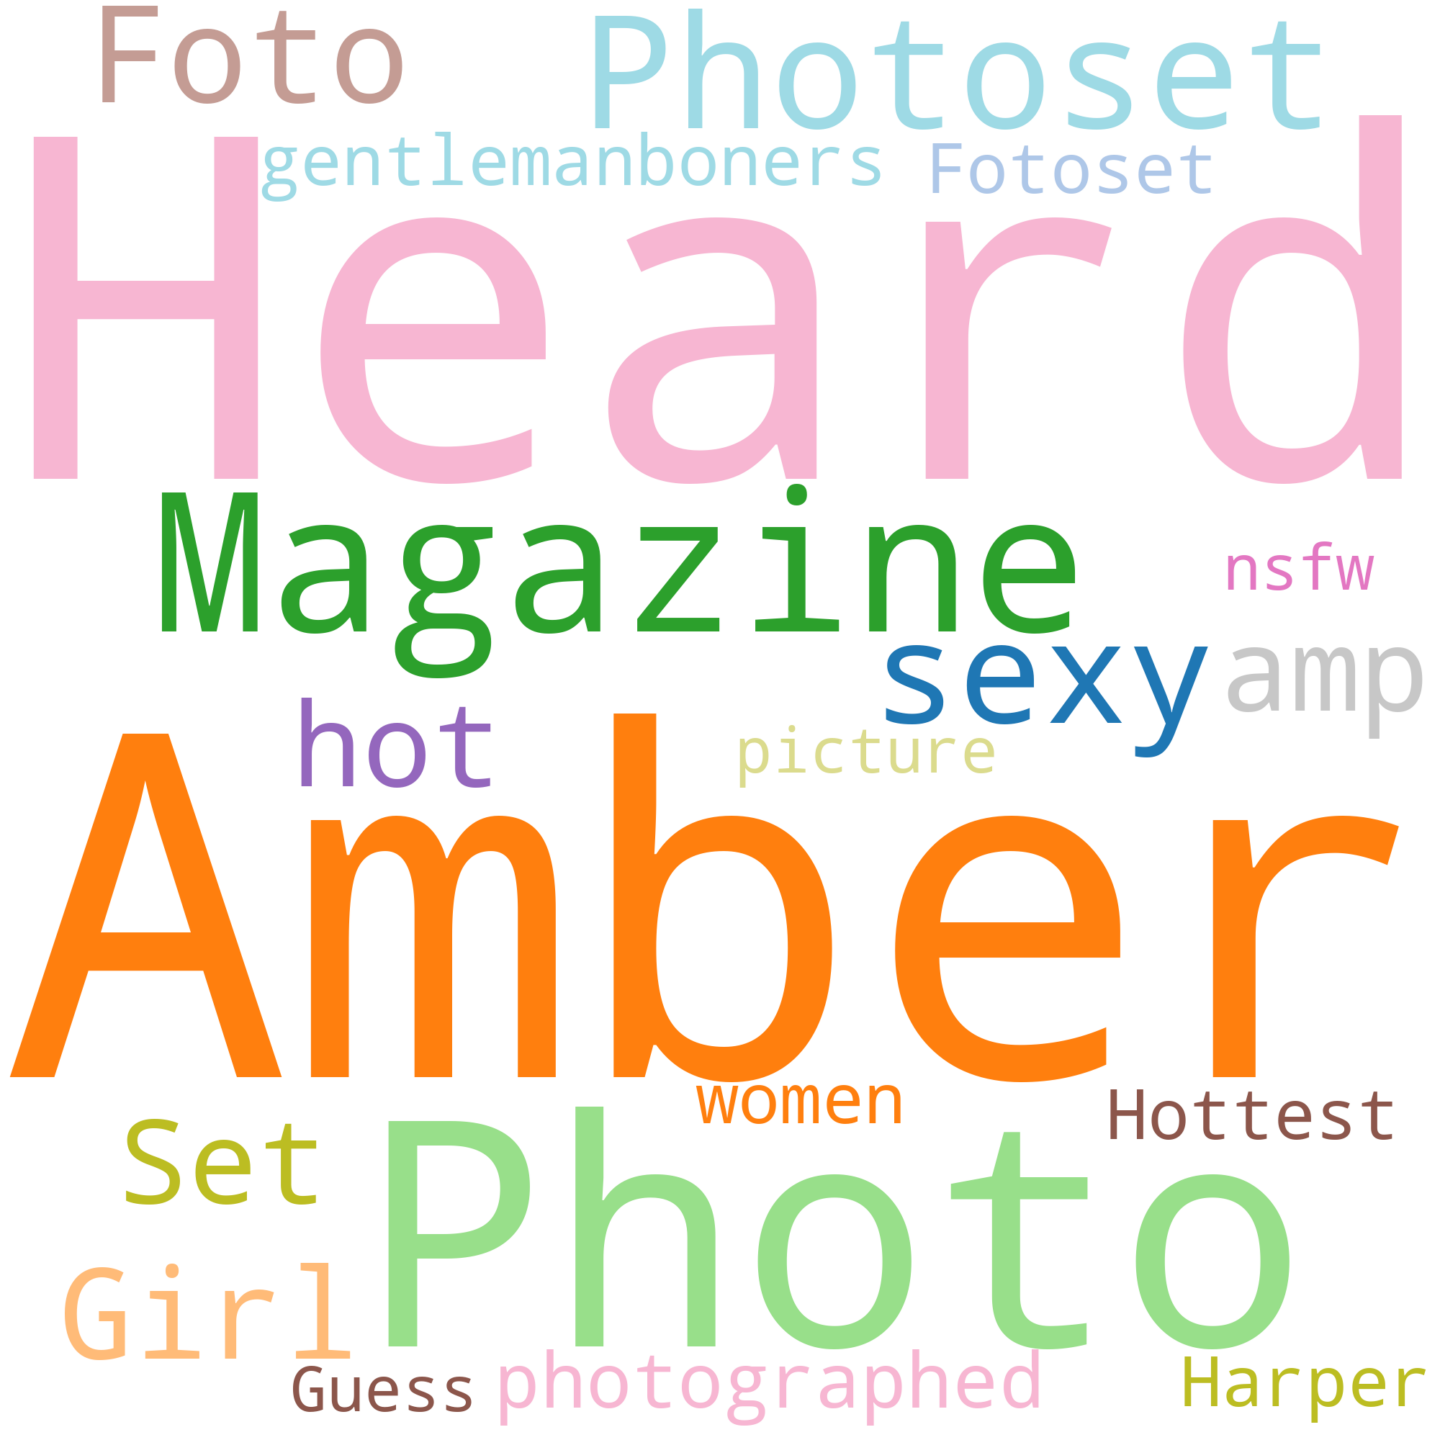 Foto Photoset
gentlemanboners Fotoset
Heard
Magazine nsfw
sexy amp
hot picture
Amber
women Hottest
Set Photo
Girl
Guess photographed Harper